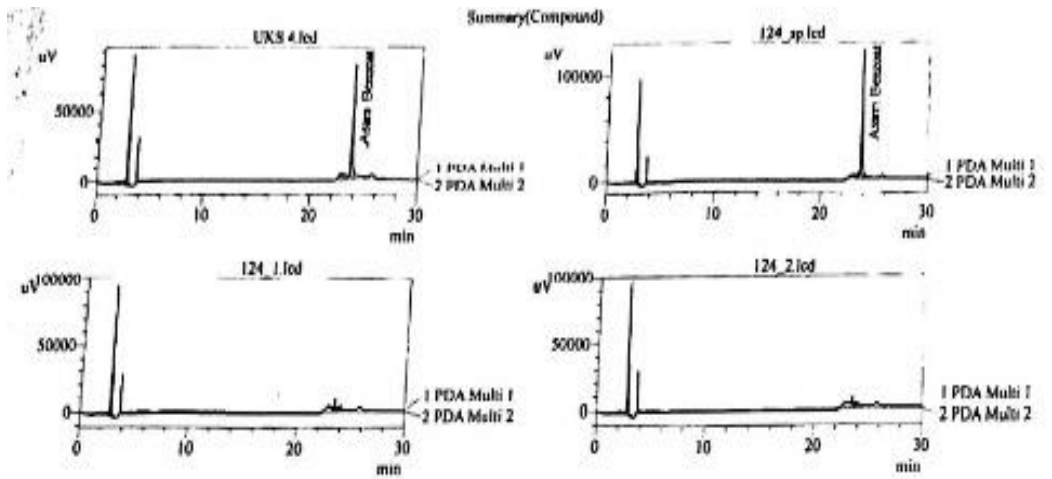 Summary(Compound)
UKS 4.lcd
uV
50000
0
Asam Benzoat
1 PDA Multi 1
2 PDA Multi 2
0
10
20
30
min
124_sp.lcd
uV
100000
0
Asam Benzoat
1 PDA Multi 1
2 PDA Multi 2
0
10
20
30
min
124_1.lcd
uV
100000
50000
0
1 PDA Multi 1
2 PDA Multi 2
0
10
20
30
min
124_2.lcd
uV
100000
50000
0
1 PDA Multi 1
2 PDA Multi 2
0
10
20
30
min